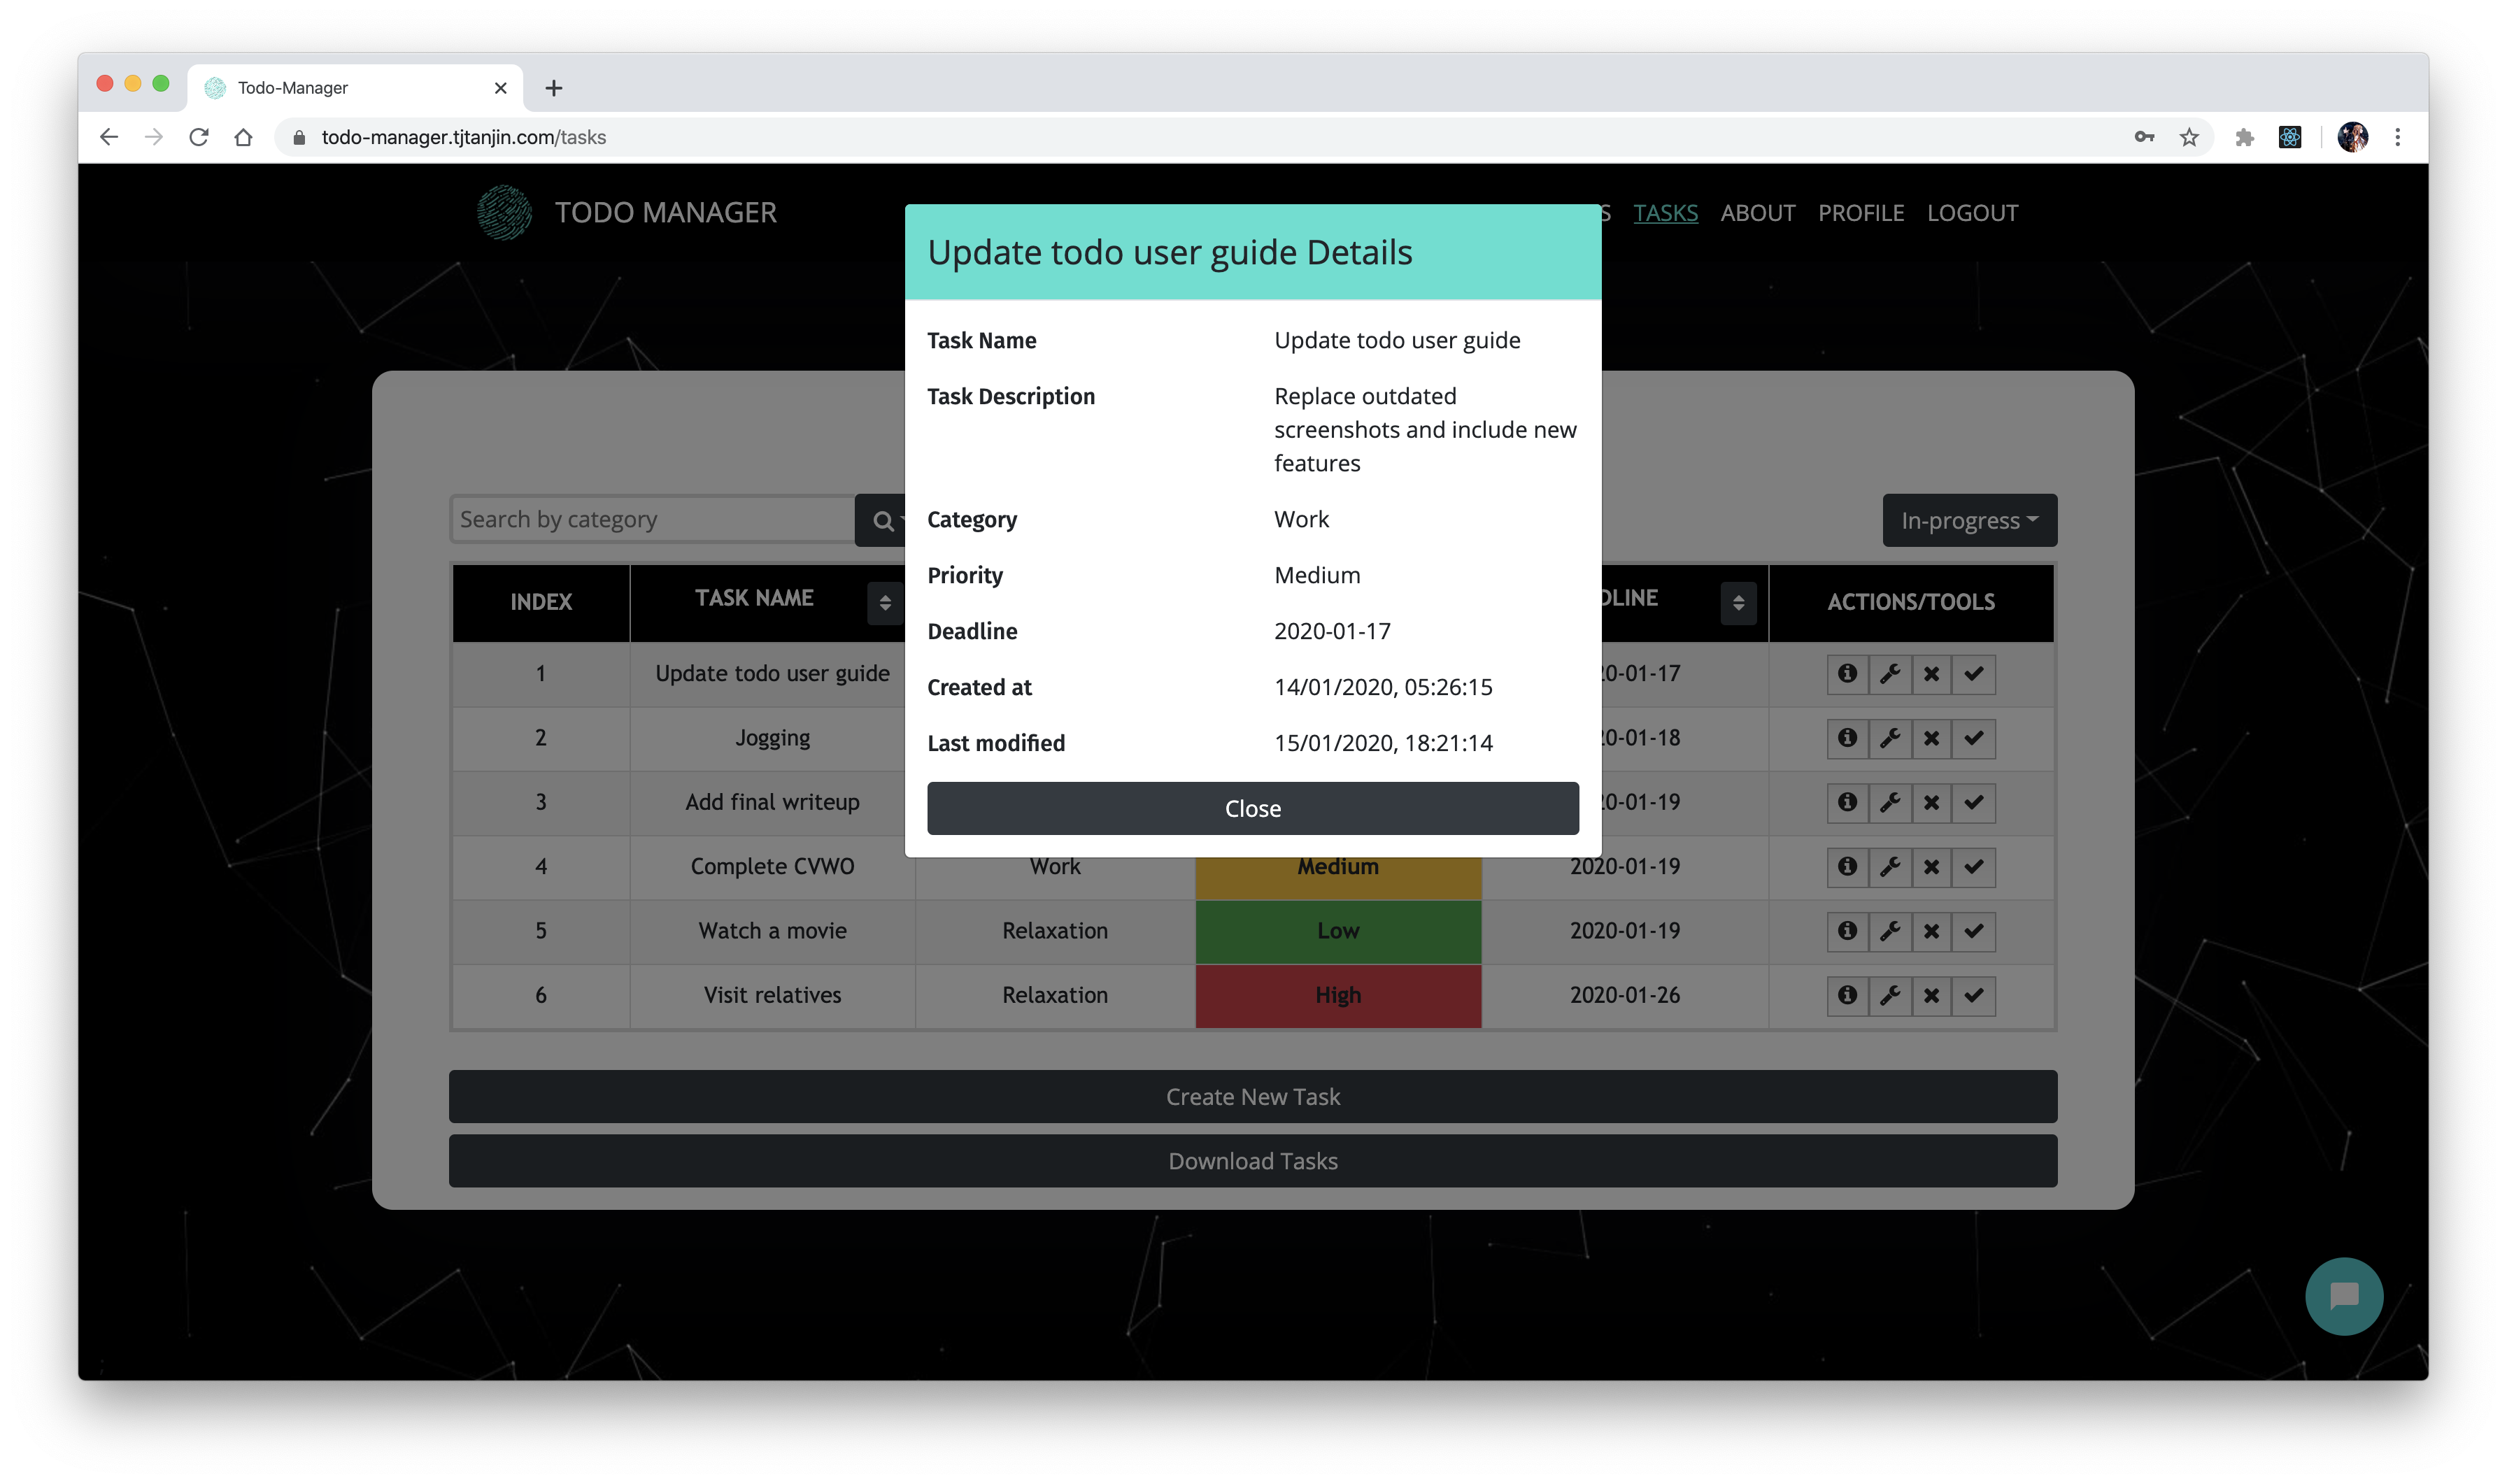 Todo-Manager
todo-manager.tjtanjin.com/tasks
TODO MANAGER
S TASKS ABOUT PROFILE LOGOUT
Update todo user guide Details
Task Name Update todo user guide
Task Description Replace outdated
screenshots and include new
features
Category Work
Priority Medium
Deadline 2020-01-17
Created at 14/01/2020, 05:26:15
Last modified 15/01/2020, 18:21:14
Close
Search by category
In-progress
INDEX TASK NAME DLINE ACTIONS/TOOLS
1 Update todo user guide 20-01-17
2 Jogging 20-01-18
3 Add final writeup 20-01-19
4 Complete CVWO Work Medium 2020-01-19
5 Watch a movie Relaxation Low 2020-01-19
6 Visit relatives Relaxation High 2020-01-26
Create New Task
Download Tasks